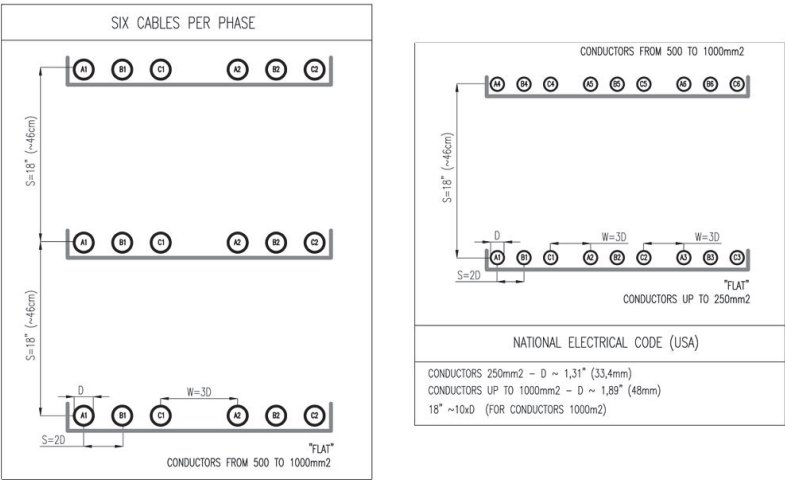 SIX CABLES PER PHASE
A1 B1 C1 A2 B2 C2
S=18" (~46cm)
A1 B1 C1 A2 B2 C2
S=18" (~46cm)
D
W=3D
A1 B1 C1 A2 B2 C2
S=2D
"FLAT"
CONDUCTORS FROM 500 TO 1000mm2
CONDUCTORS FROM 500 TO 1000mm2
A4 B4 C4 A5 B5 C5 A6 B6 C6
S=18" (~46cm)
D W=3D W=3D
A1 B1 C1 A2 B2 C2 A3 B3 C3
S=2D
"FLAT"
CONDUCTORS UP TO 250mm2
NATIONAL ELECTRICAL CODE (USA)
CONDUCTORS 250mm2 – D ~ 1,31" (33,4mm)
CONDUCTORS UP TO 1000mm2 – D ~ 1,89" (48mm)
18" ~10xD (FOR CONDUCTORS 1000m2)